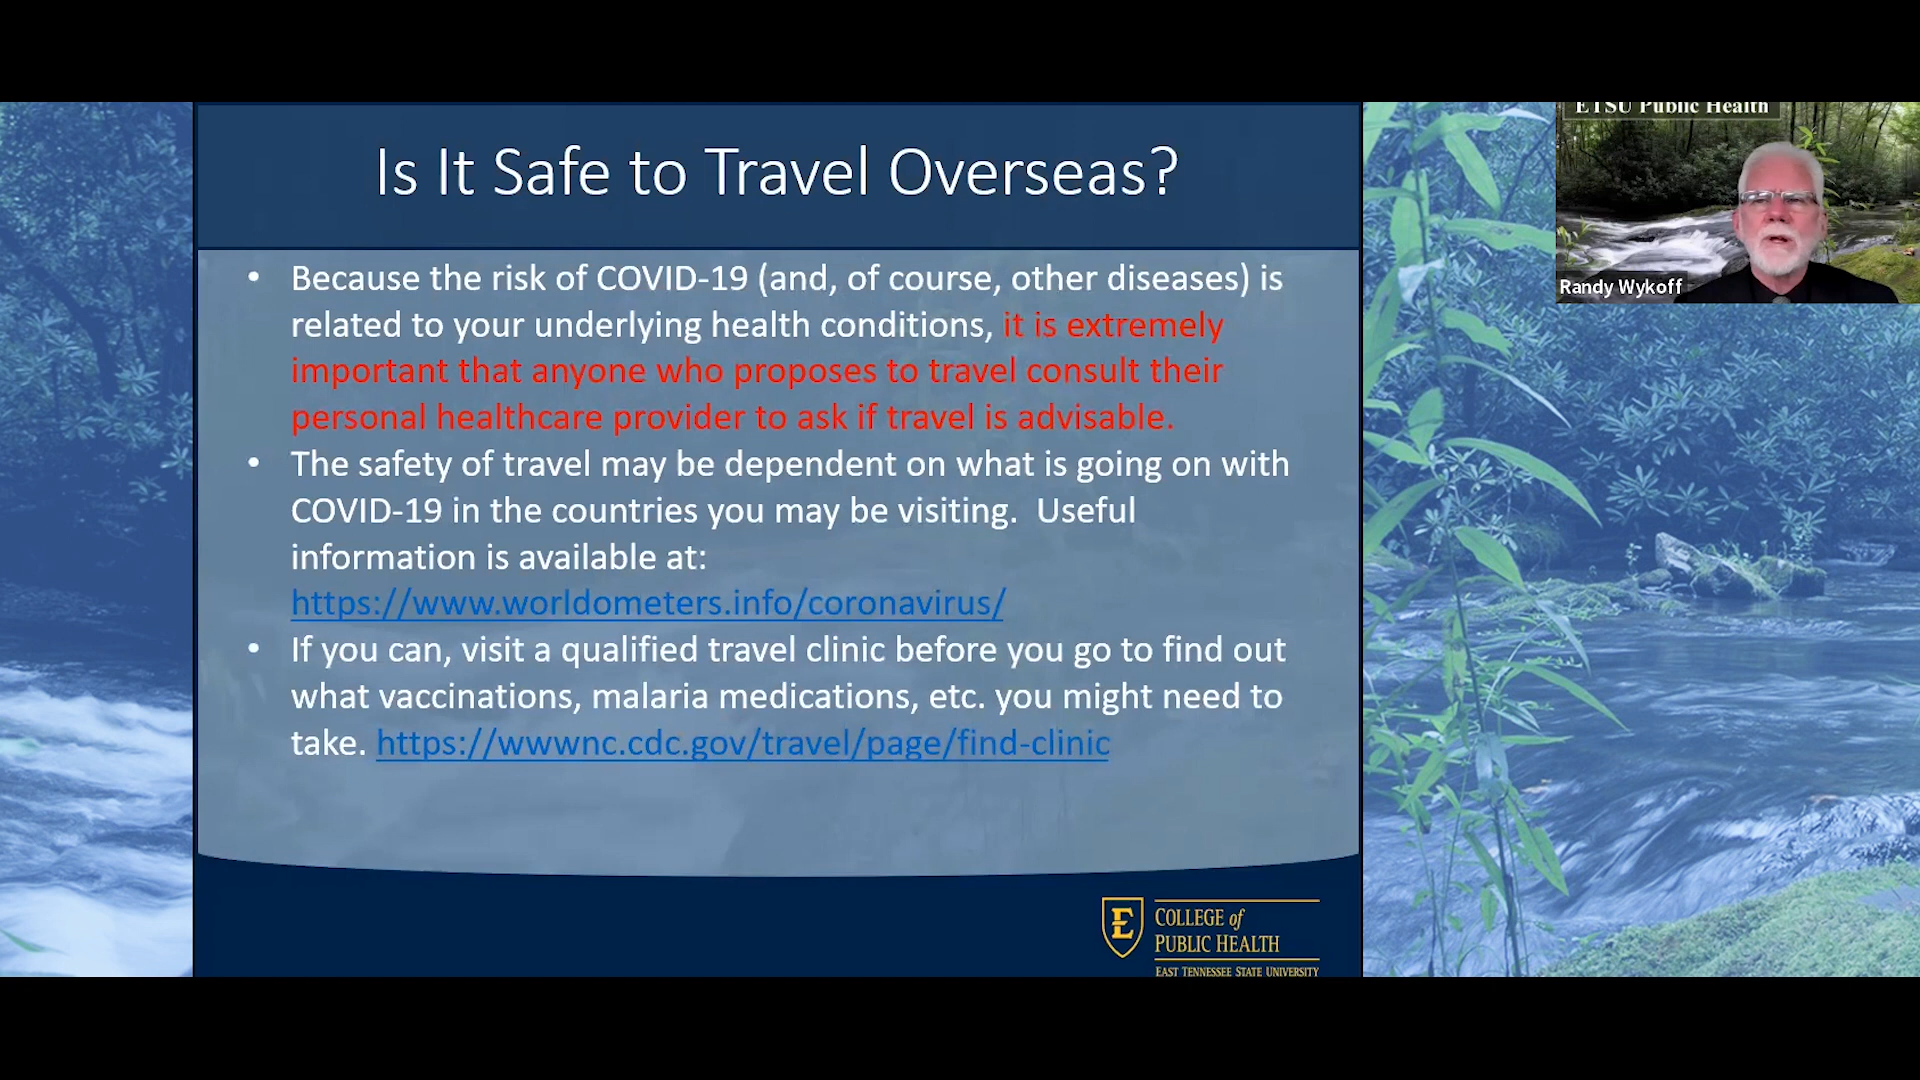 Is It Safe to Travel Overseas?
• Because the risk of COVID-19 (and, of course, other diseases) is
related to your underlying health conditions, it is extremely
important that anyone who proposes to travel consult their
personal healthcare provider to ask if travel is advisable.
• The safety of travel may be dependent on what is going on with
COVID-19 in the countries you may be visiting.  Useful
information is available at:
https://www.worldometers.info/coronavirus/
• If you can, visit a qualified travel clinic before you go to find out
what vaccinations, malaria medications, etc. you might need to
take. https://wwwnc.cdc.gov/travel/page/find-clinic
E
COLLEGE of
PUBLIC HEALTH
EAST TENNESSEE STATE UNIVERSITY
ETSU Public Health
Randy Wykoff